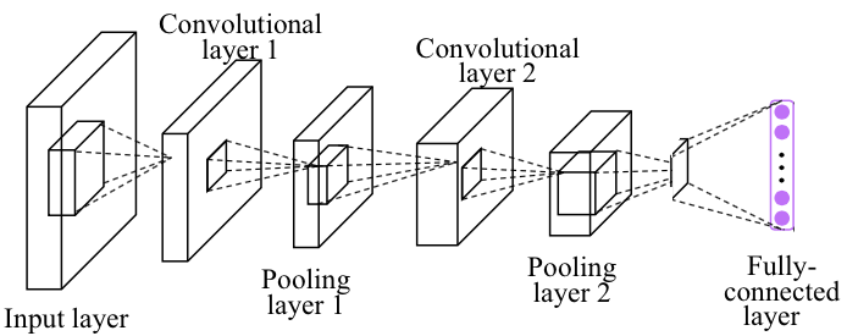 Convolutional
layer 1
Convolutional
layer 2
Pooling
layer 1
Pooling
layer 2
Fully-
connected
layer
Input layer